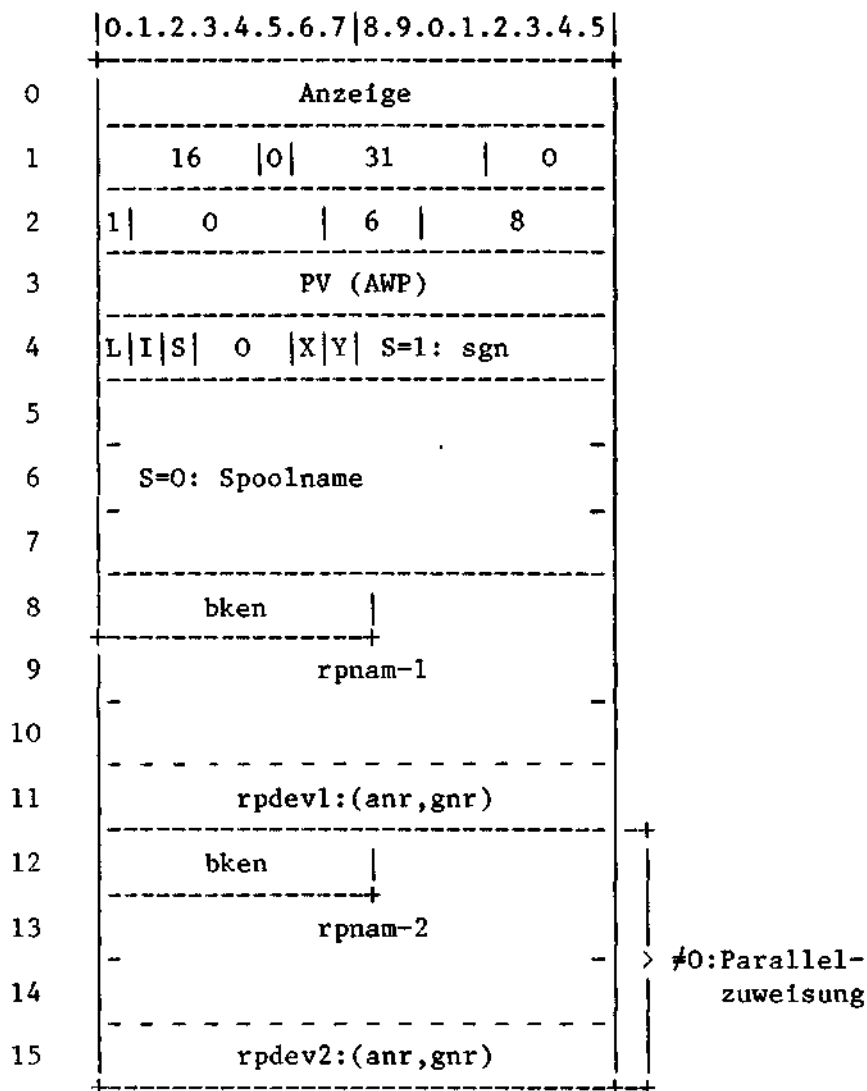 |0.1.2.3.4.5.6.7|8.9.0.1.2.3.4.5|
0 Anzeige
1 16 |0| 31 | 0
2 1| 0 | 6 | 8
3 PV (AWP)
4 L|I|S| 0 |X|Y| S=1: sgn
5
6 S=0: Spoolname
7
8 bken |
9 rpnam-1
10
11 rpdev1:(anr,gnr)
12 bken |
13 rpnam-2
> ≠0:Parallel-
14 zuweisung
15 rpdev2:(anr,gnr)